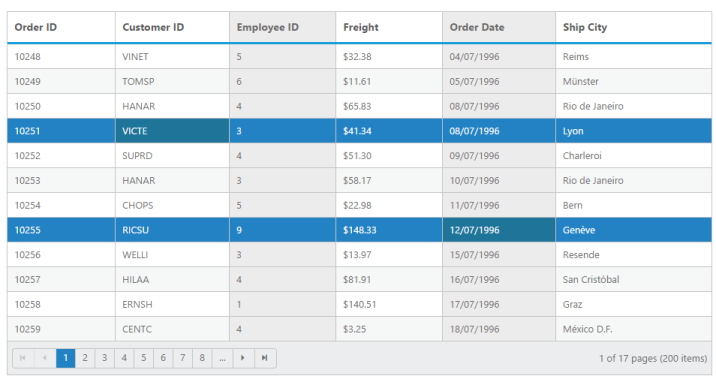 Order ID Customer ID Employee ID Freight Order Date Ship City
10248 VINET 5 $32.38 04/07/1996 Reims
10249 TOMSP 6 $11.61 05/07/1996 Münster
10250 HANAR 4 $65.83 08/07/1996 Rio de Janeiro
10251 VICTE 3 $41.34 08/07/1996 Lyon
10252 SUPRD 4 $51.30 09/07/1996 Charleroi
10253 HANAR 3 $58.17 10/07/1996 Rio de Janeiro
10254 CHOPS 5 $22.98 11/07/1996 Bern
10255 RICSU 9 $148.33 12/07/1996 Genève
10256 WELLI 3 $13.97 15/07/1996 Resende
10257 HILAA 4 $81.91 16/07/1996 San Cristóbal
10258 ERNSH 1 $140.51 17/07/1996 Graz
10259 CENTC 4 $3.25 18/07/1996 México D.F.
1 2 3 4 5 6 7 8 ... 1 of 17 pages (200 items)